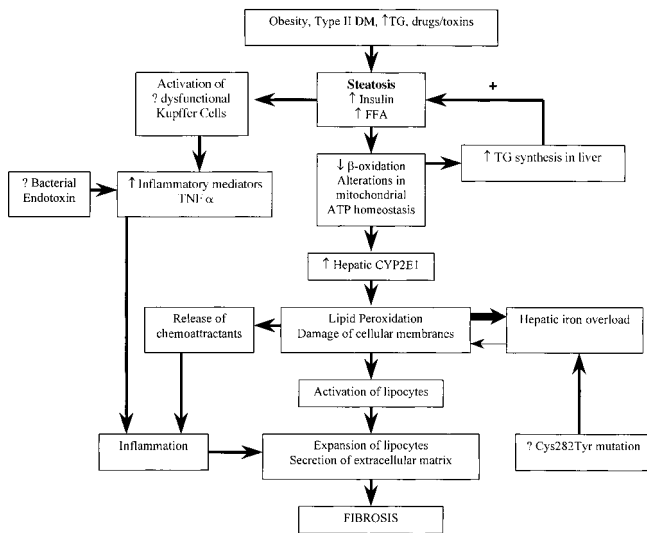 Obesity, Type II DM, ↑TG, drugs/toxins
Activation of
? dysfunctional
Kupffer Cells
Steatosis
↑ Insulin
↑ FFA
+
↑ TG synthesis in liver
? Bacterial
Endotoxin
↑ Inflammatory mediators
TNF α
↓ β-oxidation
Alterations in
mitochondrial
ATP homeostasis
↑ Hepatic CYP2E1
Release of
chemoattractants
Lipid Peroxidation
Damage of cellular membranes
Hepatic iron overload
Activation of lipocytes
Inflammation
Expansion of lipocytes
Secretion of extracellular matrix
? Cys282Tyr mutation
FIBROSIS